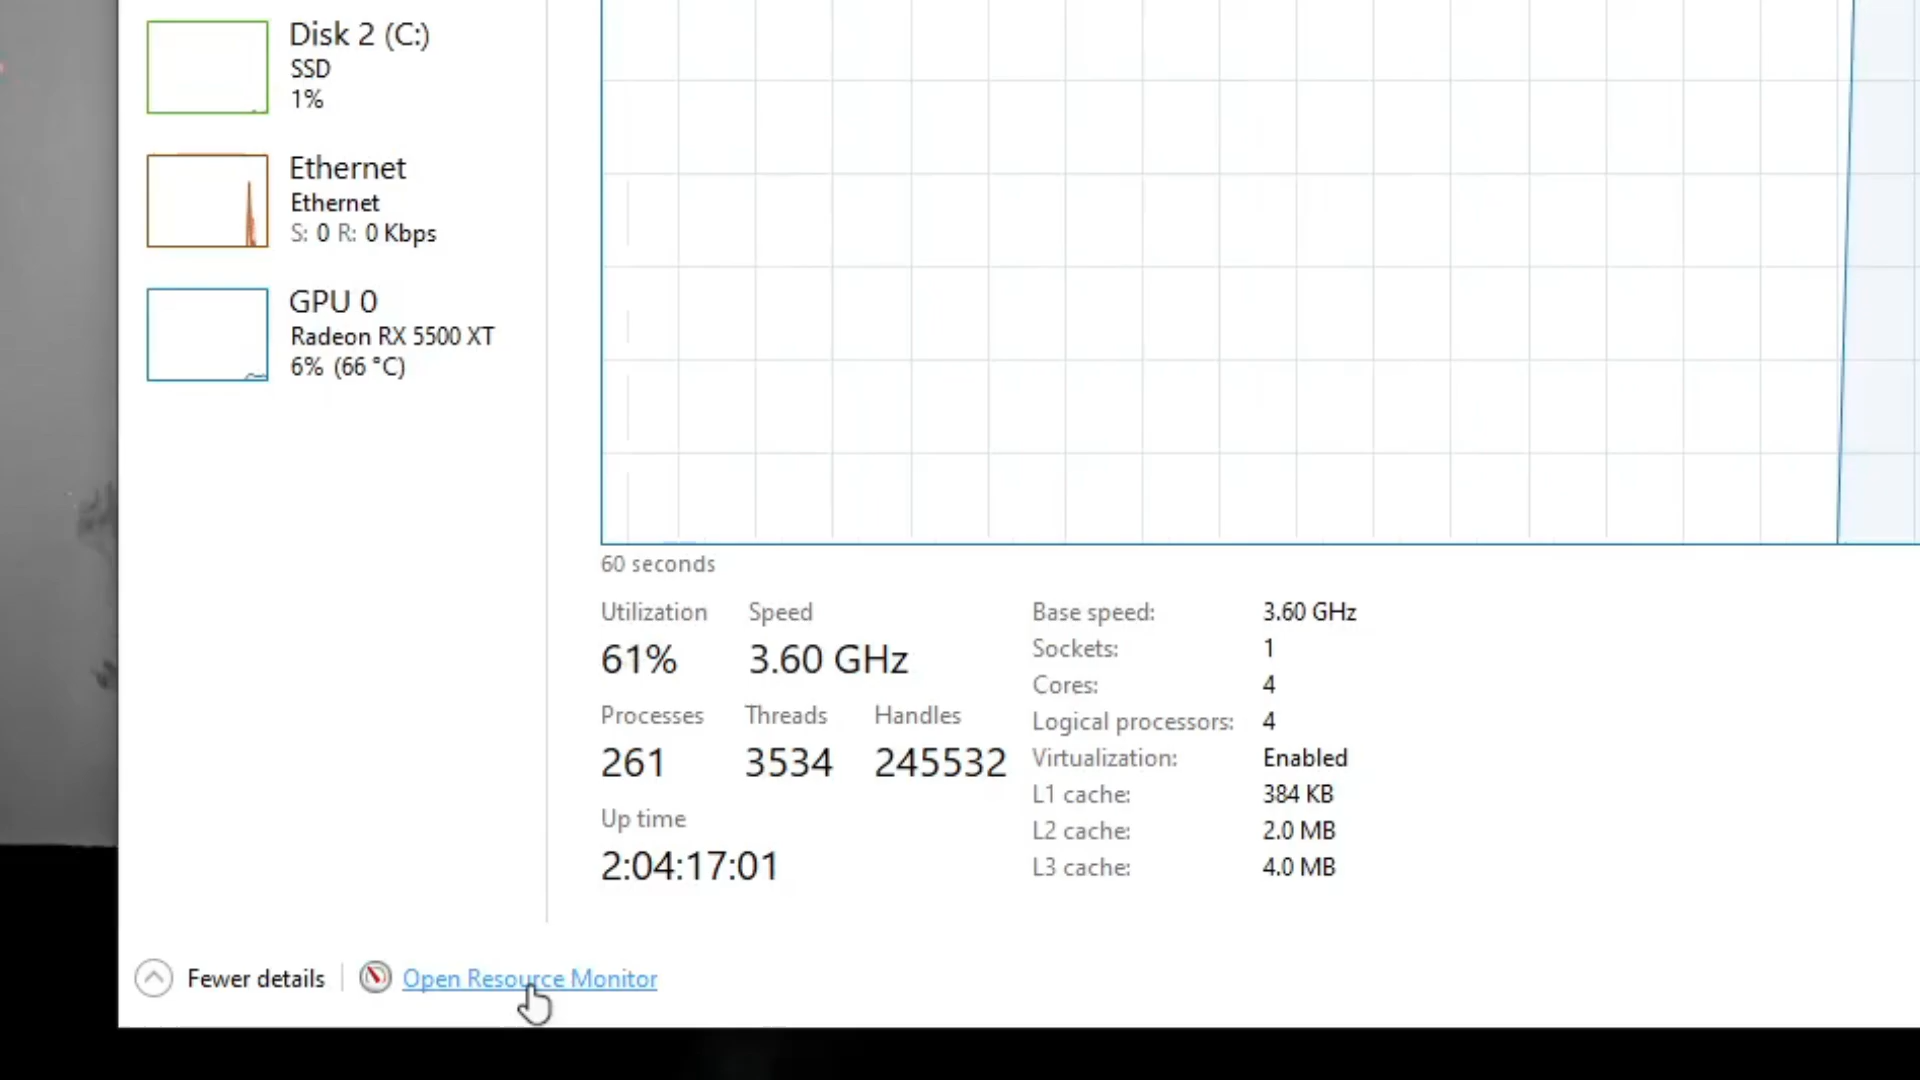 Disk 2 (C:)
SSD
1%
Ethernet
Ethernet
S: 0 R: 0 Kbps
GPU 0
Radeon RX 5500 XT
6% (66 °C)
60 seconds
Utilization Speed
61% 3.60 GHz
Processes Threads Handles
261 3534 245532
Up time
2:04:17:01
Base speed: 3.60 GHz
Sockets: 1
Cores: 4
Logical processors: 4
Virtualization: Enabled
L1 cache: 384 KB
L2 cache: 2.0 MB
L3 cache: 4.0 MB
Fewer details
Open Resource Monitor